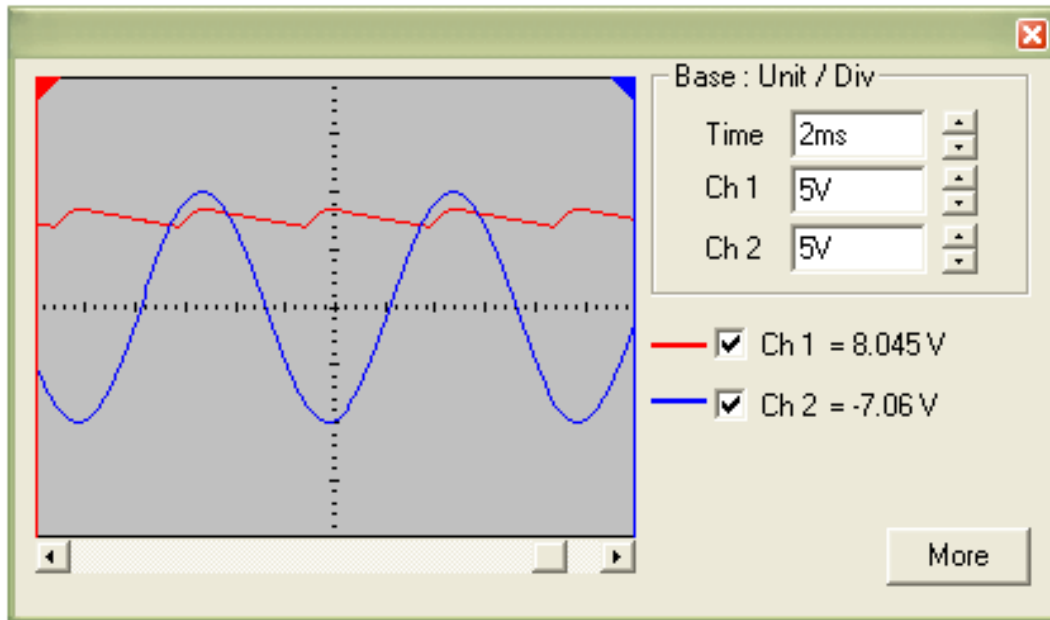 Base : Unit / Div
Time 2ms
Ch 1 5V
Ch 2 5V
Ch 1 = 8.045 V
Ch 2 = -7.06 V
More